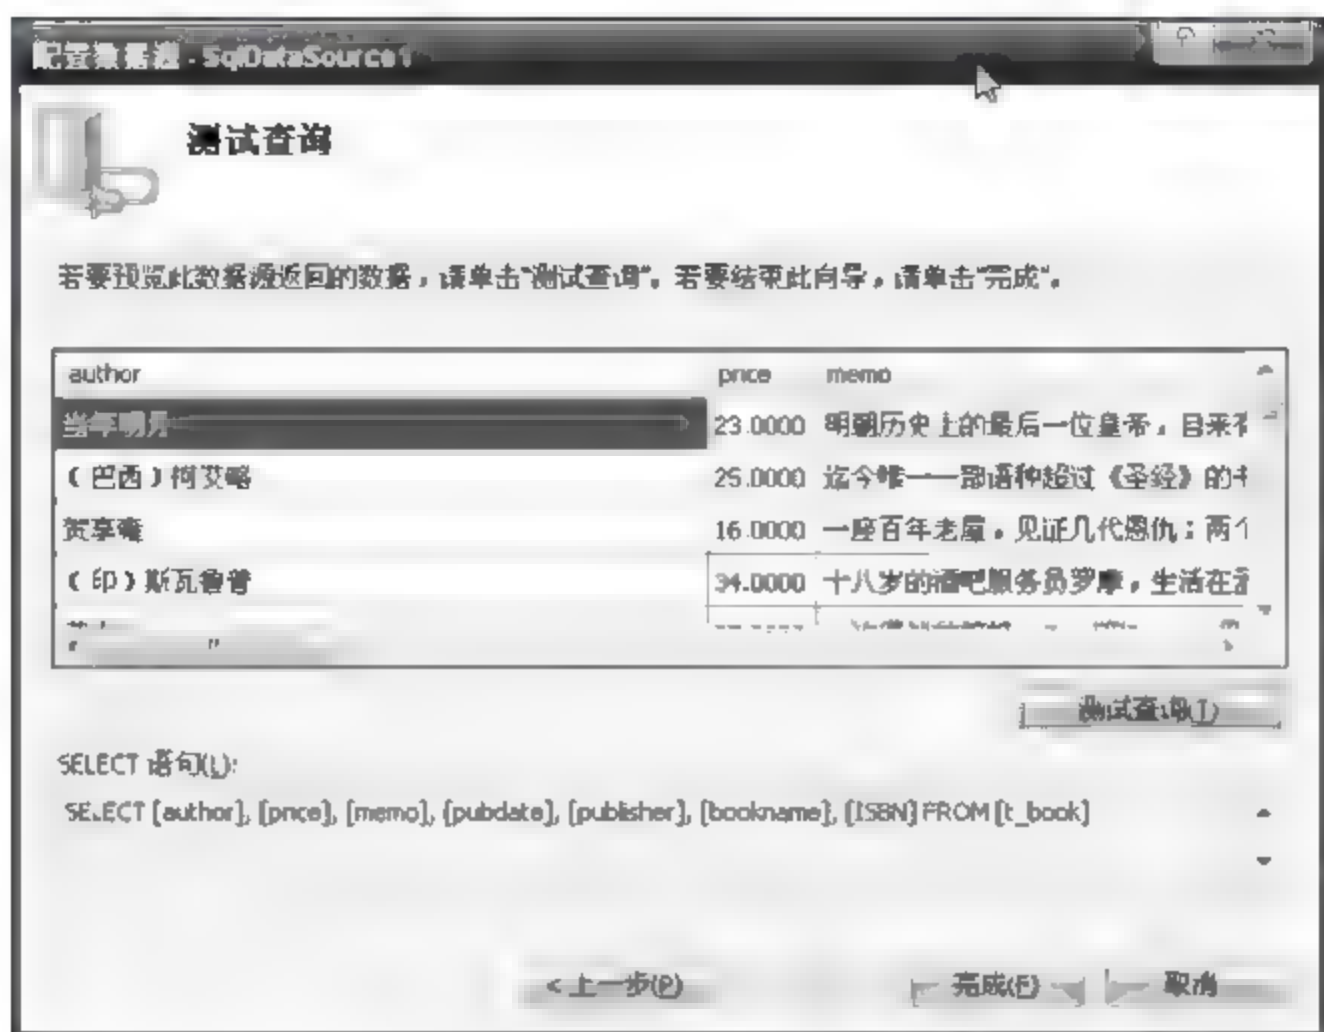 配置数据源 - SqlDataSource1
测试查询
若要预览此数据源返回的数据，请单击"测试查询"。若要结束此向导，请单击"完成"。
author price memo
当年明月 23.0000 明朝历史上的最后一位皇帝，自来
（巴西）柯艾略 25.0000 迄今唯一一部语种超过《圣经》的
贺享雍 16.0000 一座百年老屋，见证几代恩仇；两个
（印）斯瓦鲁普 34.0000 十八岁的酒吧服务员罗摩，生活在
测试查询(T)
SELECT 语句(L):
SELECT [author], [price], [memo], [pubdate], [publisher], [bookname], [ISBN] FROM [t_book]
< 上一步(P) 完成(F) 取消